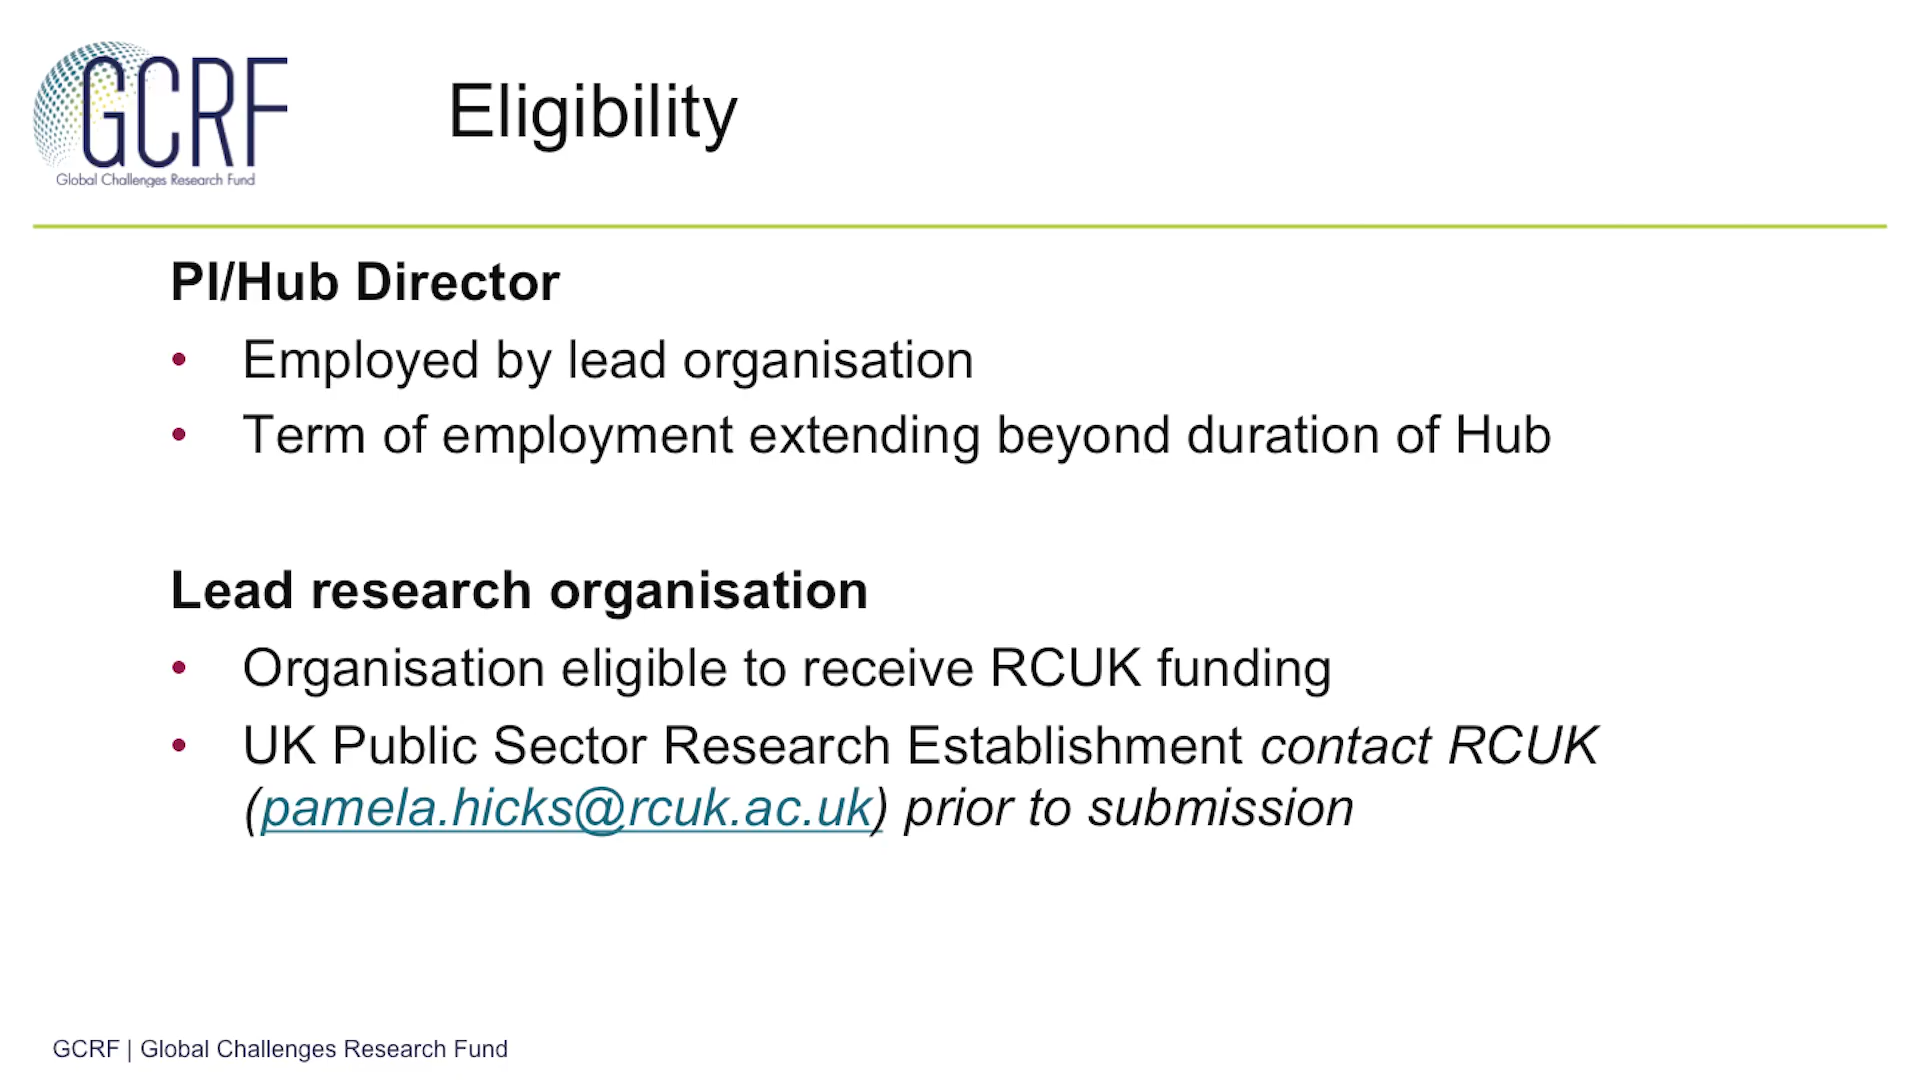 GCRF
Global Challenges Research Fund
Eligibility
PI/Hub Director
• Employed by lead organisation
• Term of employment extending beyond duration of Hub
Lead research organisation
• Organisation eligible to receive RCUK funding
• UK Public Sector Research Establishment contact RCUK
(pamela.hicks@rcuk.ac.uk) prior to submission
GCRF | Global Challenges Research Fund